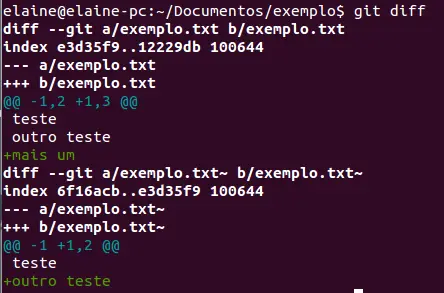 elaine@elaine-pc:~/Documentos/exemplo$ git diff
diff --git a/exemplo.txt b/exemplo.txt
index e3d35f9..12229db 100644
--- a/exemplo.txt
+++ b/exemplo.txt
@@ -1,2 +1,3 @@
 teste
 outro teste
+mais um
diff --git a/exemplo.txt~ b/exemplo.txt~
index 6f16acb..e3d35f9 100644
--- a/exemplo.txt~
+++ b/exemplo.txt~
@@ -1 +1,2 @@
 teste
+outro teste